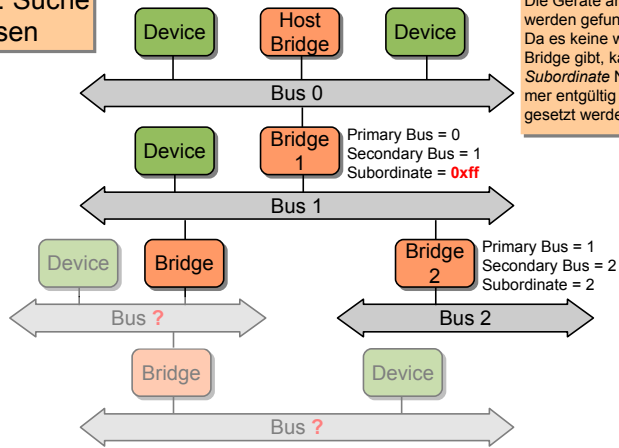 Suche
Die Geräte an
werden gefun
Da es keine w
Bridge gibt, ka
Subordinate N
mer entgültig
gesetzt werde
Device
Host
Bridge
Device
Bus 0
Device
Bridge
1
Primary Bus = 0
Secondary Bus = 1
Subordinate = 0xff
Bus 1
Device
Bridge
Bridge
2
Primary Bus = 1
Secondary Bus = 2
Subordinate = 2
Bus ?
Bus 2
Bridge
Device
Bus ?